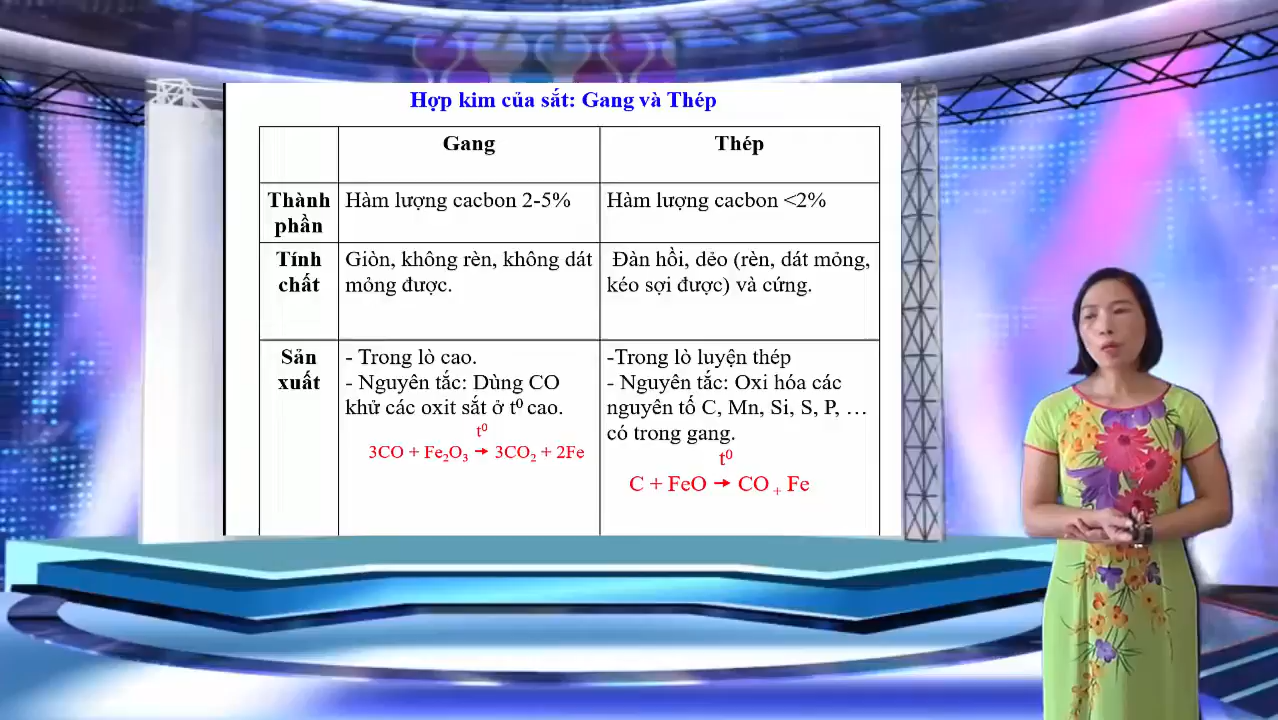 Hợp kim của sắt: Gang và Thép
Gang
Thép
Thành
phần
Hàm lượng cacbon 2-5%
Hàm lượng cacbon <2%
Tính
chất
Giòn, không rèn, không dát
mỏng được.
Đàn hồi, dẻo (rèn, dát mỏng,
kéo sợi được) và cứng.
Sản
xuất
- Trong lò cao.
- Nguyên tắc: Dùng CO
khử các oxit sắt ở t⁰ cao.
t⁰
3CO + Fe₂O₃ → 3CO₂ + 2Fe
-Trong lò luyện thép
- Nguyên tắc: Oxi hóa các
nguyên tố C, Mn, Si, S, P, …
có trong gang.
t⁰
C + FeO → CO + Fe